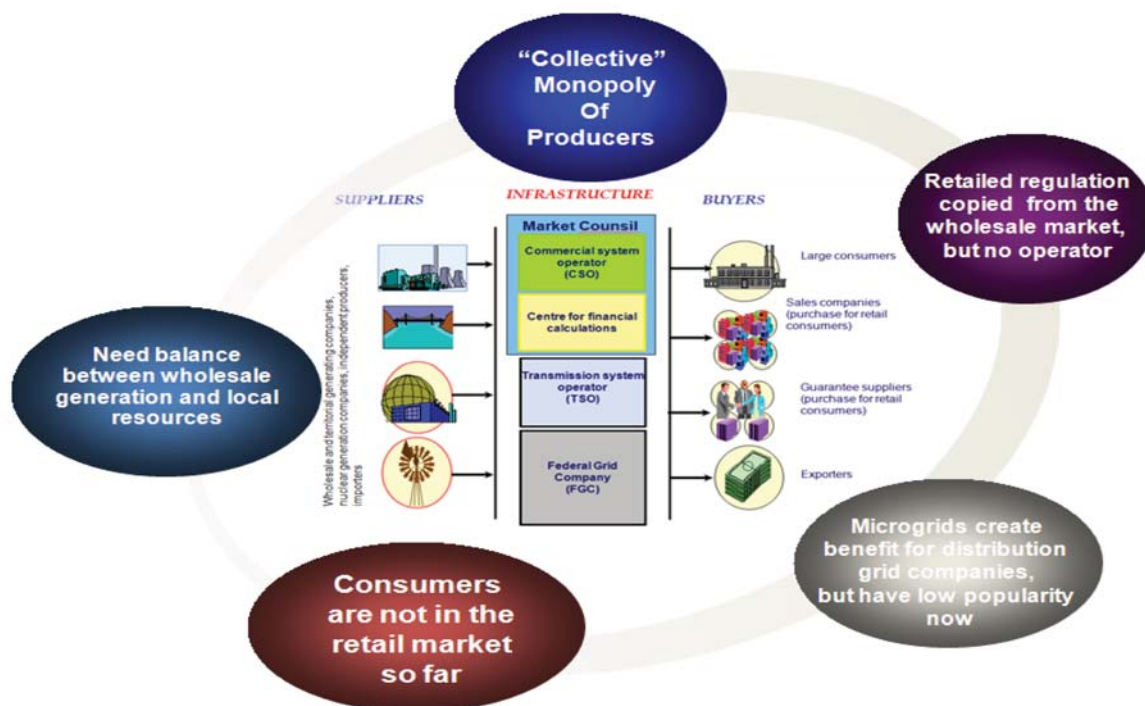 “Collective”
Monopoly
Of
Producers
Retailed regulation
copied from the
wholesale market,
but no operator
SUPPLIERS
INFRASTRUCTURE
BUYERS
Market Counsil
Commercial system
operator
(CSO)
Centre for financial
calculations
Transmission system
operator
(TSO)
Federal Grid
Company
(FGC)
Large consumers
Sales companies
(purchase for retail
consumers)
Guarantee suppliers
(purchase for retail
consumers)
Exporters
Wholesale and territorial generating companies,
nuclear generation companies, independent producers,
importers
Need balance
between wholesale
generation and local
resources
Microgrids create
benefit for distribution
grid companies,
but have low popularity
now
Consumers
are not in the
retail market
so far